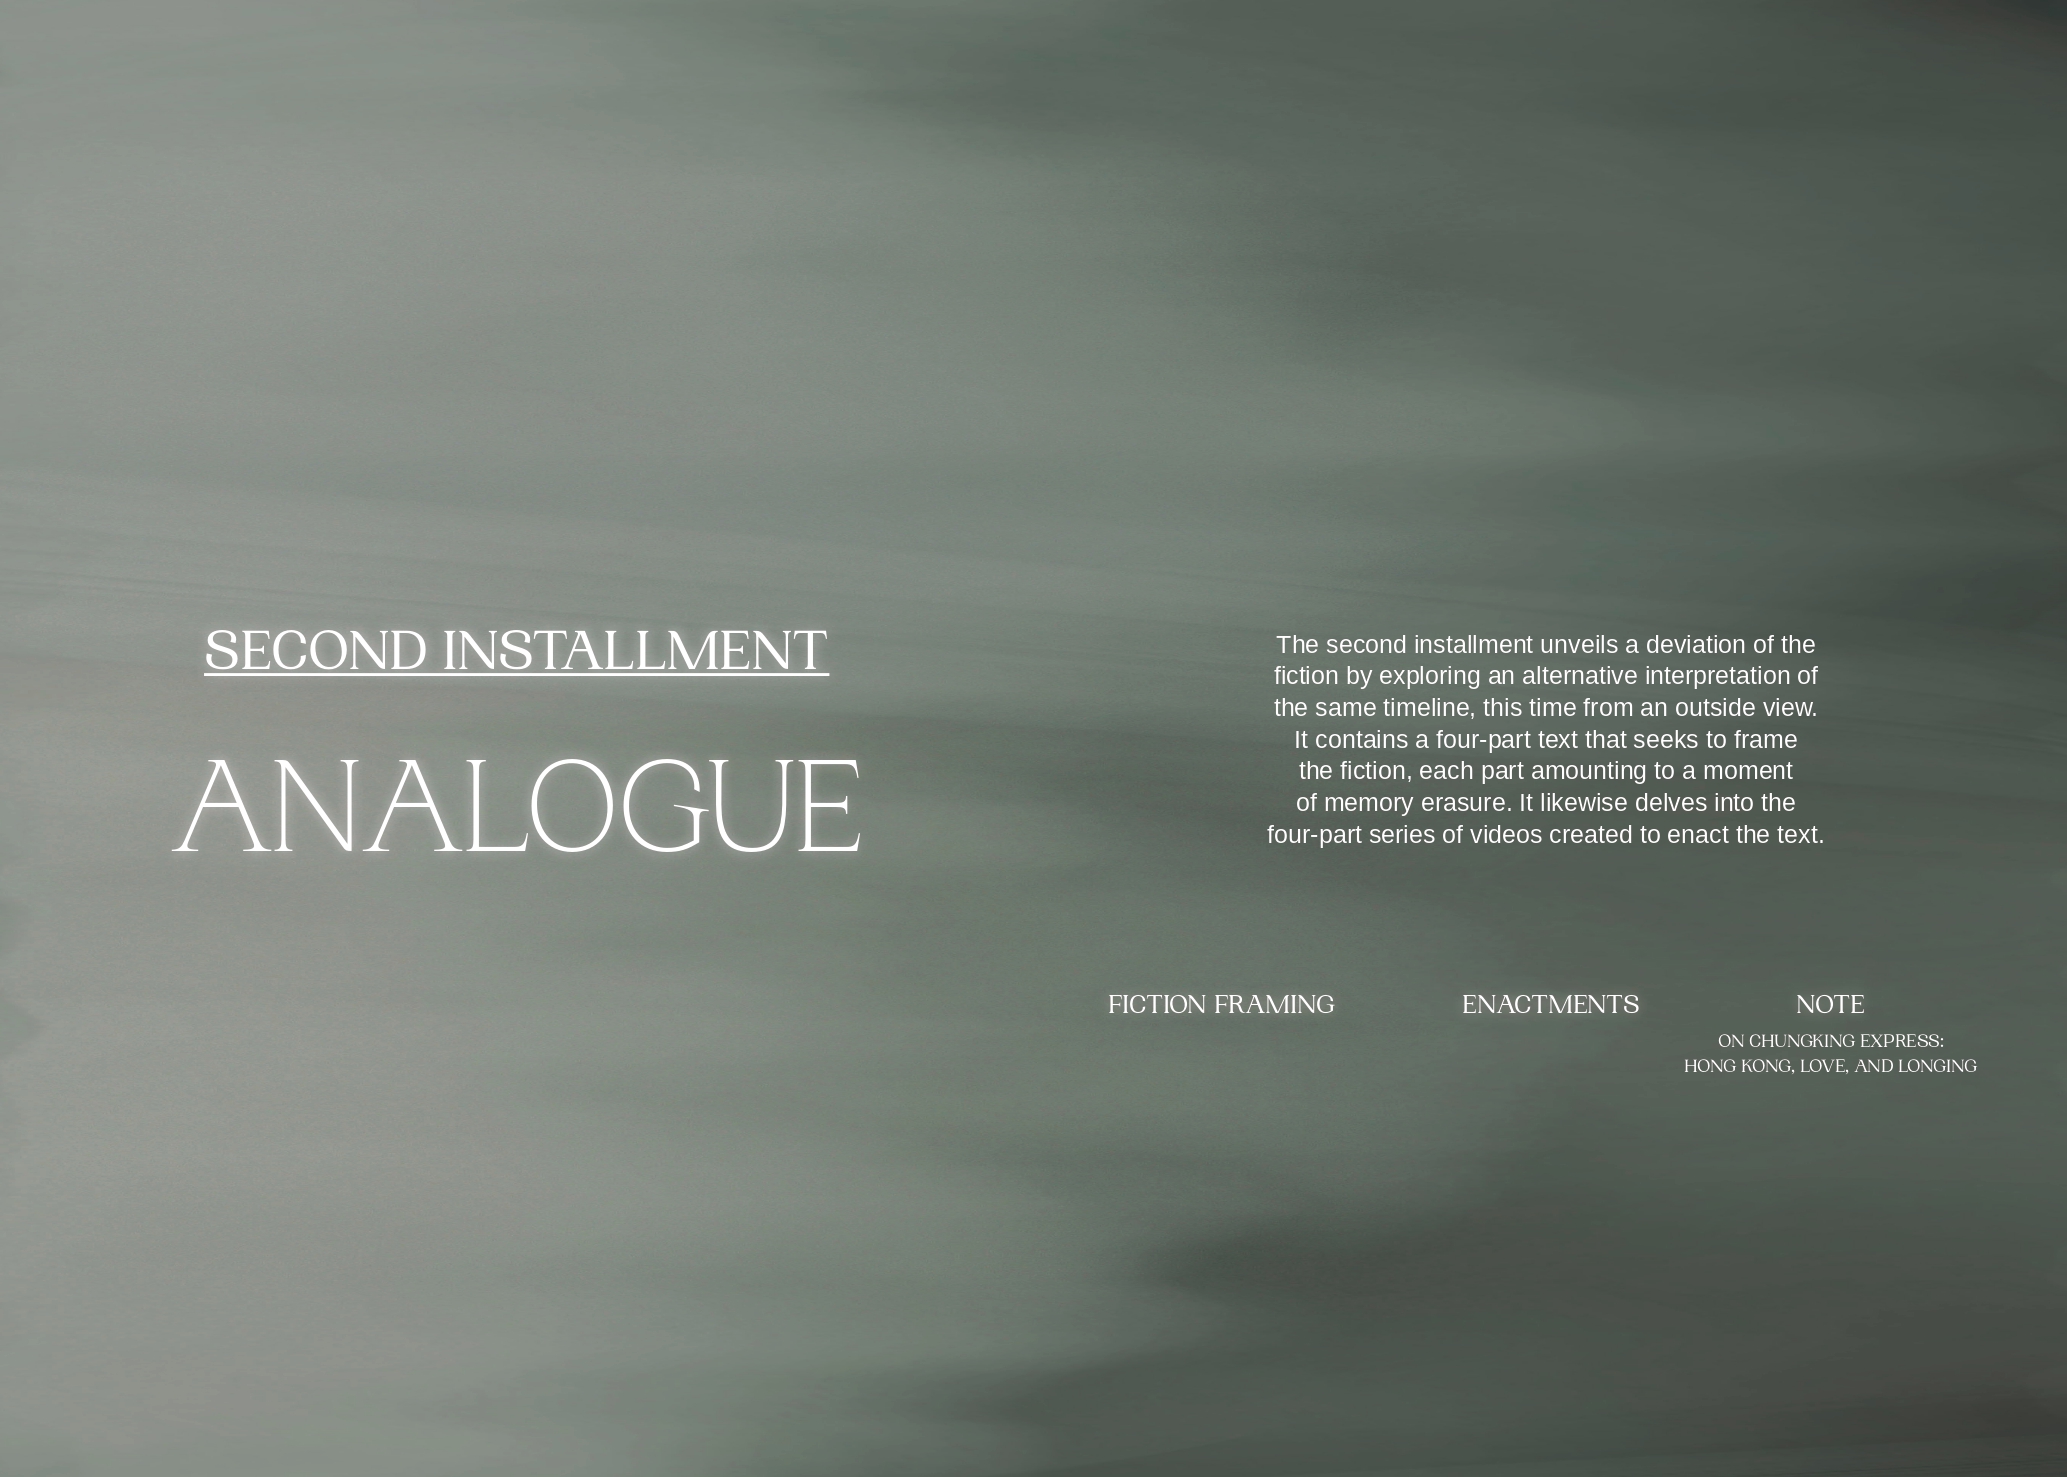 SECOND INSTALLMENT
ANALOGUE
The second installment unveils a deviation of the
fiction by exploring an alternative interpretation of
the same timeline, this time from an outside view.
It contains a four-part text that seeks to frame
the fiction, each part amounting to a moment
of memory erasure. It likewise delves into the
four-part series of videos created to enact the text.
FICTION FRAMING
ENACTMENTS
NOTE
ON CHUNGKING EXPRESS:
HONG KONG, LOVE, AND LONGING